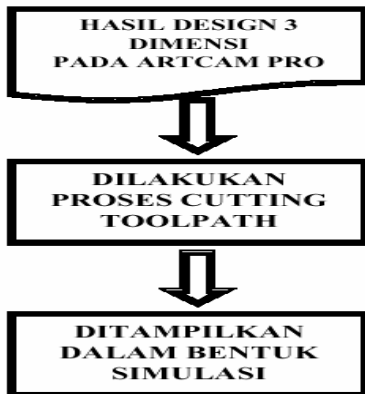 HASIL DESIGN 3
DIMENSI
PADA ARTCAM PRO
DILAKUKAN
PROSES CUTTING
TOOLPATH
DITAMPILKAN
DALAM BENTUK
SIMULASI